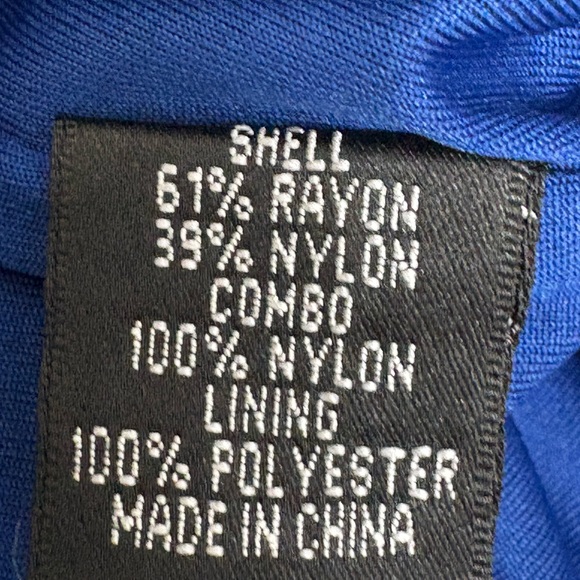 SHELL
61% RAYON
39% NYLON
COMBO
100% NYLON
LINING
100% POLYESTER
MADE IN CHINA